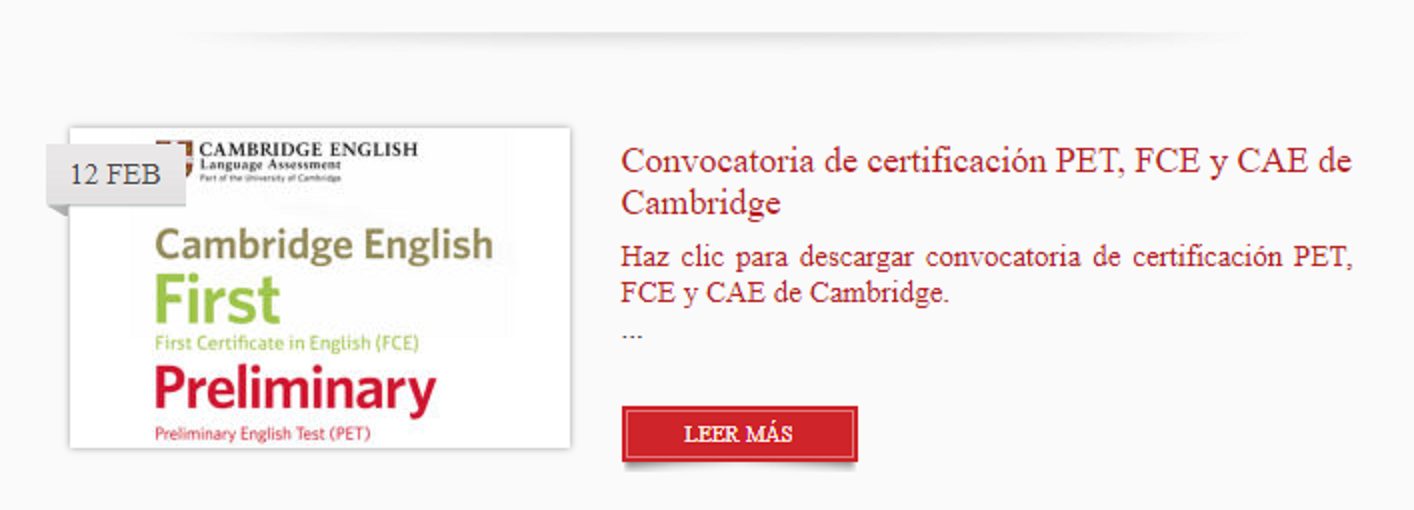 12 FEB
CAMBRIDGE ENGLISH
Language Assessment
Part of the University of Cambridge
Cambridge English
First
First Certificate in English (FCE)
Preliminary
Preliminary English Test (PET)
Convocatoria de certificación PET, FCE y CAE de
Cambridge
Haz clic para descargar convocatoria de certificación PET,
FCE y CAE de Cambridge.
...
LEER MÁS